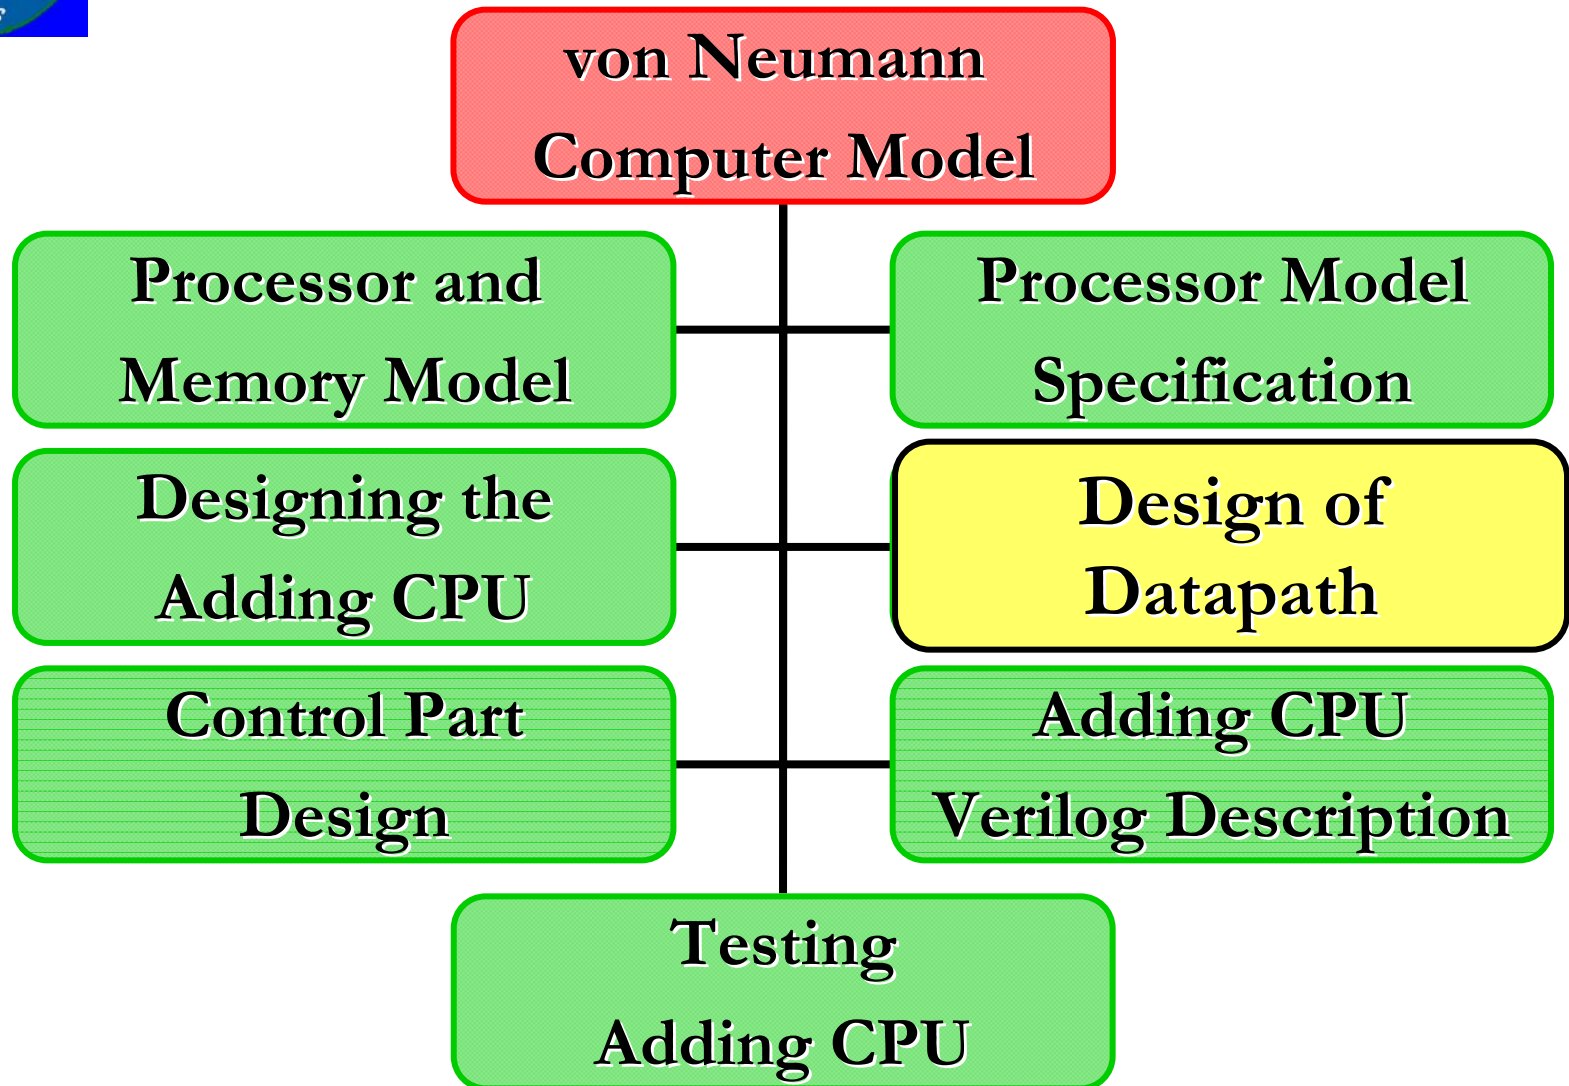 von Neumann
Computer Model
Processor and
Memory Model
Processor Model
Specification
Designing the
Adding CPU
Design of
Datapath
Control Part
Design
Adding CPU
Verilog Description
Testing
Adding CPU